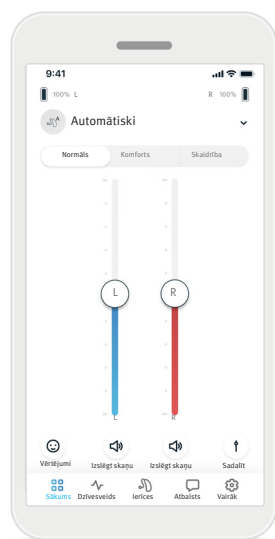 9:41
100% L R 100%
Automātiski
Normāls Komforts Skaidrība
L R
L R
Vērtējumi Izslēgt skaņu Izslēgt skaņu Sadalīt
Sākums Dzīvesveids Ierīces Atbalsts Vairāk